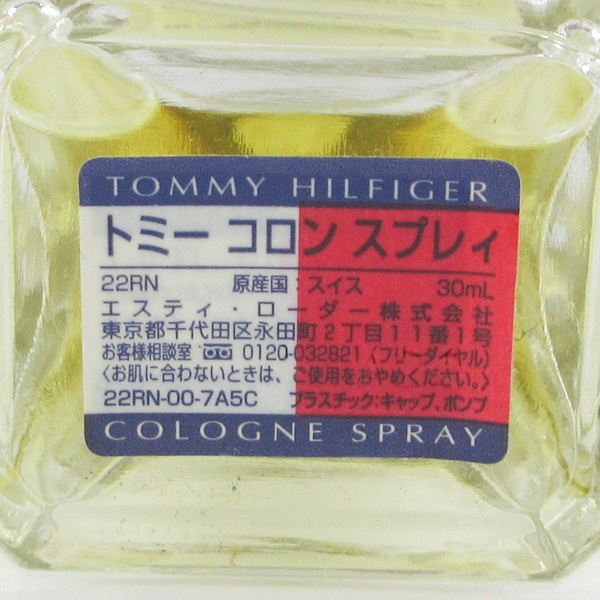 TOMMY HILFIGER
トミー コロン スプレィ
22RN 原産国：スイス 30mL
エスティ・ローダー株式会社
東京都千代田区永田町2丁目11番1号
お客様相談室 0120-032821 (フリーダイヤル)
〈お肌に合わないときは、ご使用をおやめください。〉
22RN-00-7A5C プラスチック：キャップ、ポンプ
COLOGNE SPRAY